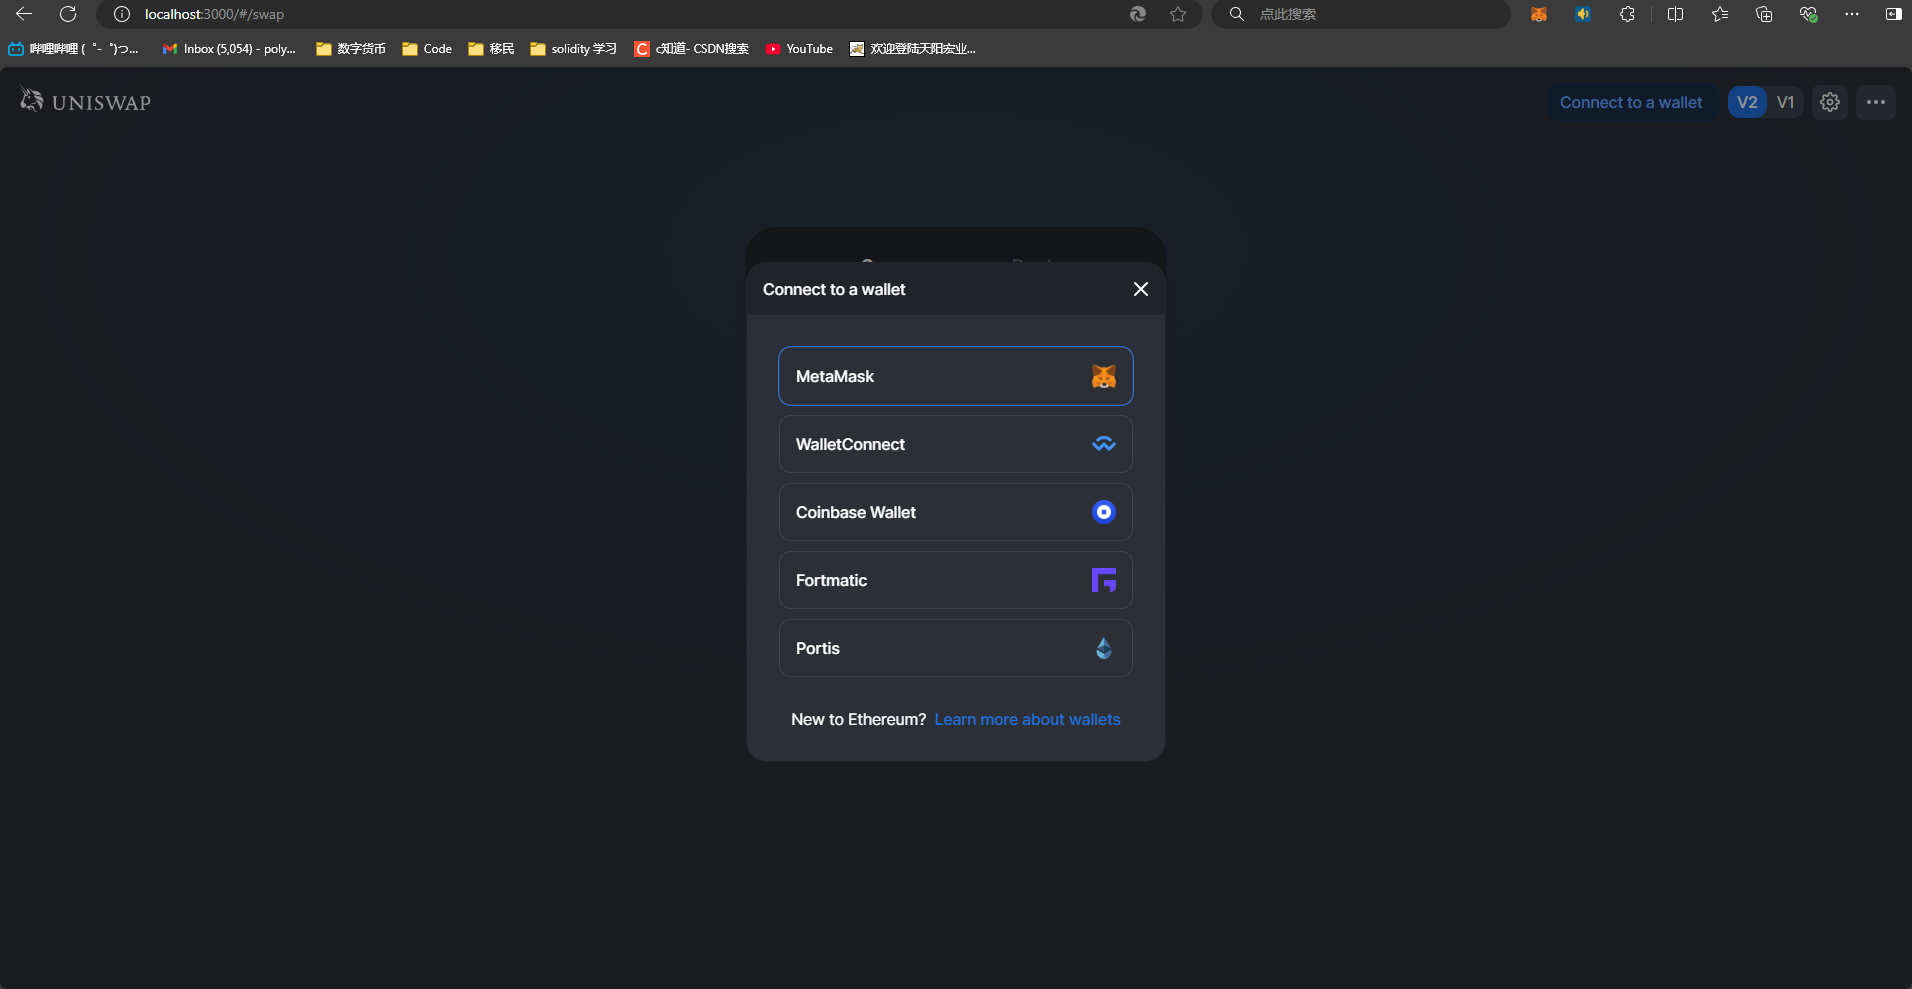 localhost:3000/#/swap
点此搜索
哔哩哔哩 (゜-゜)つ...
Inbox (5,054) - poly...
数字货币
Code
移民
solidity 学习
c知道- CSDN搜索
YouTube
欢迎登陆天阳宏业...
UNISWAP
Connect to a wallet
V2
V1
Connect to a wallet
MetaMask
WalletConnect
Coinbase Wallet
Fortmatic
Portis
New to Ethereum? Learn more about wallets